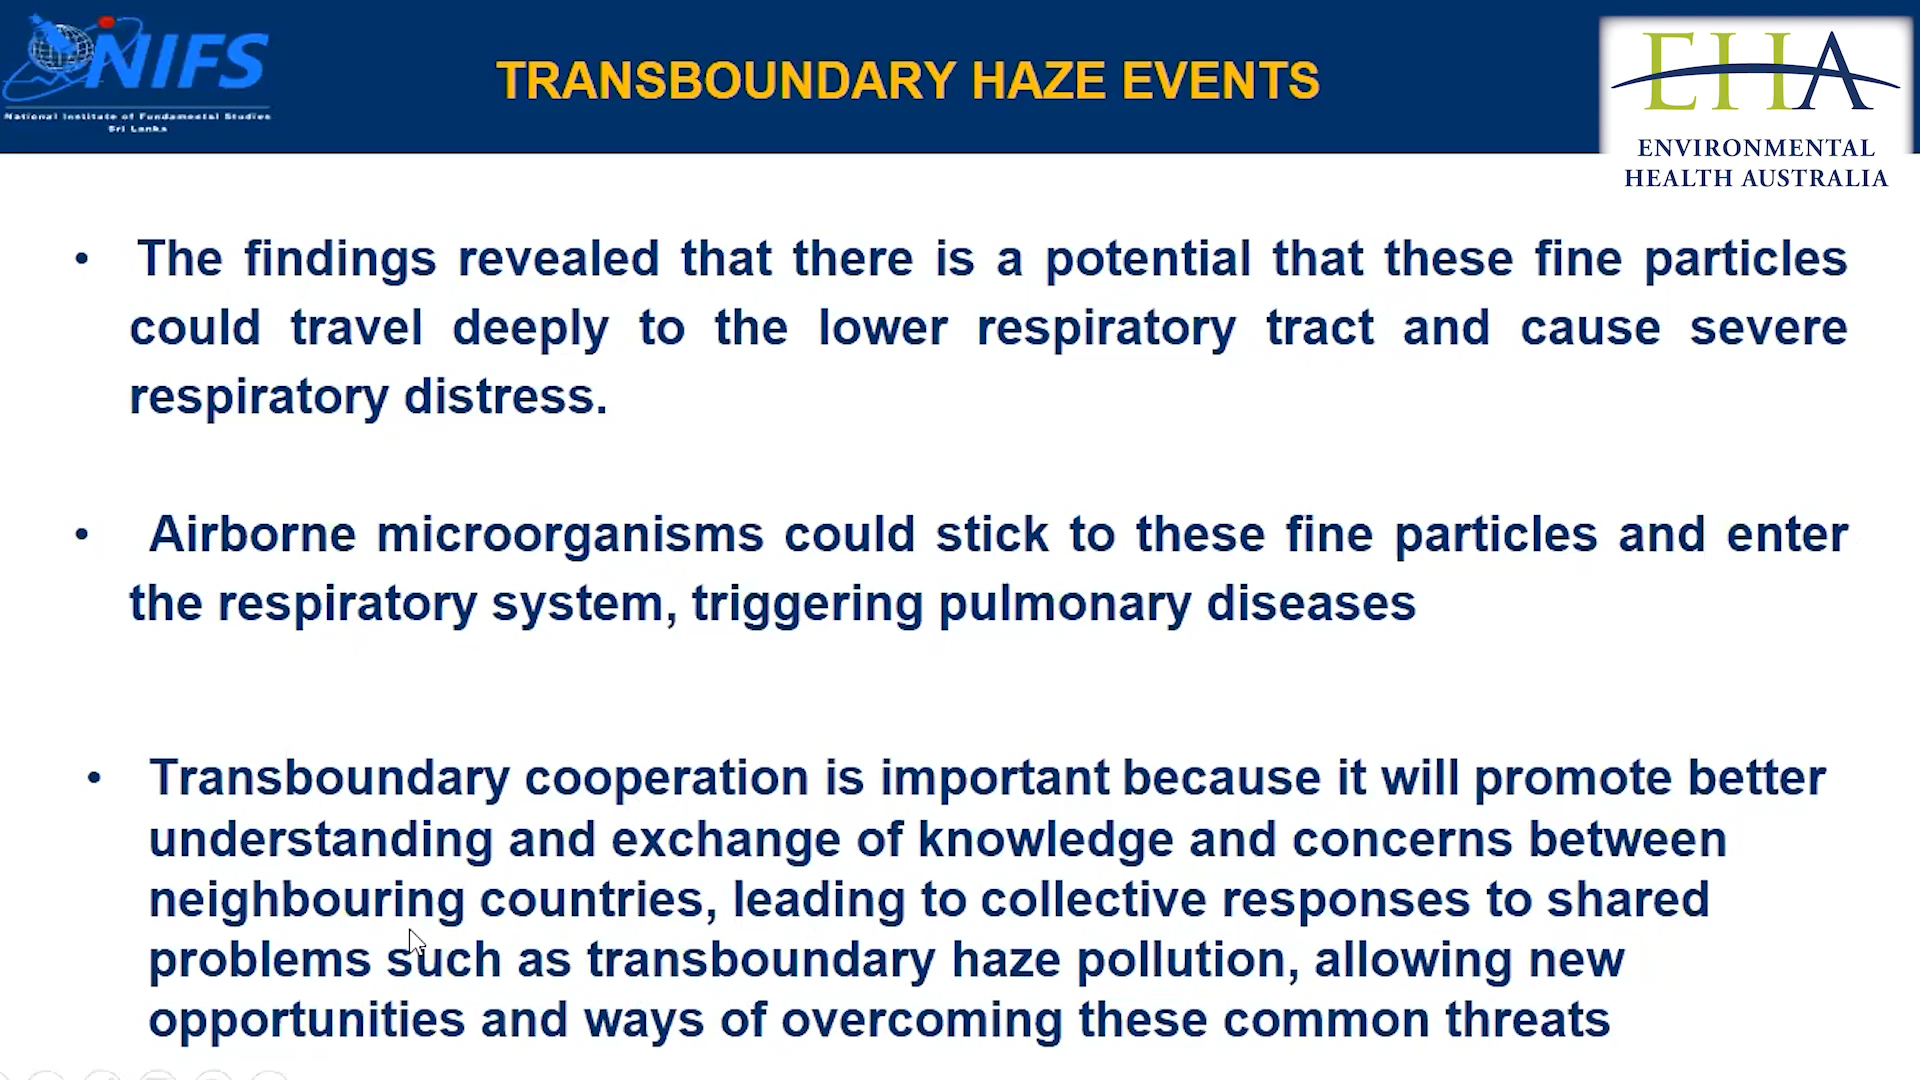 NIFS
National Institute of Fundamental Studies
Sri Lanka
TRANSBOUNDARY HAZE EVENTS
EHA
ENVIRONMENTAL
HEALTH AUSTRALIA
• The findings revealed that there is a potential that these fine particles
could travel deeply to the lower respiratory tract and cause severe
respiratory distress.
• Airborne microorganisms could stick to these fine particles and enter
the respiratory system, triggering pulmonary diseases
• Transboundary cooperation is important because it will promote better
understanding and exchange of knowledge and concerns between
neighbouring countries, leading to collective responses to shared
problems such as transboundary haze pollution, allowing new
opportunities and ways of overcoming these common threats